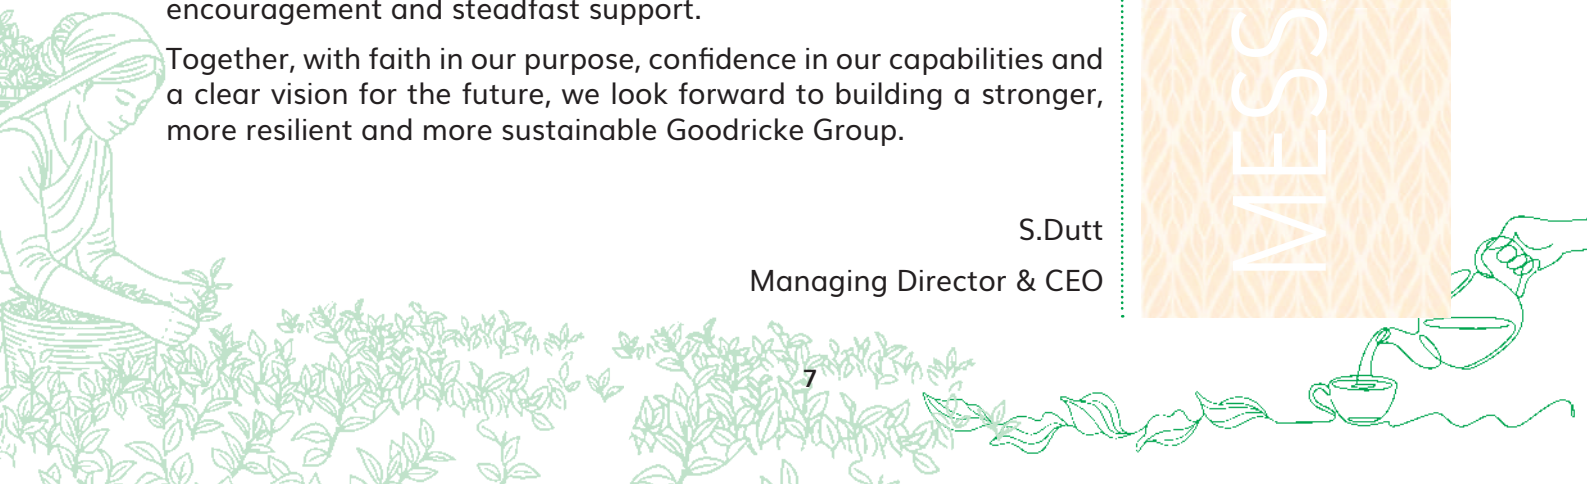 encouragement and steadfast support.
Together, with faith in our purpose, confidence in our capabilities and
a clear vision for the future, we look forward to building a stronger,
more resilient and more sustainable Goodricke Group.
S.Dutt
Managing Director & CEO
MESS
7